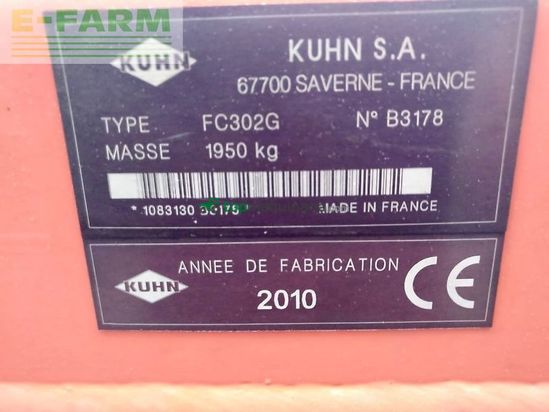 E-FARM
KUHN
KUHN S.A.
67700 SAVERNE - FRANCE
TYPE FC302G N° B3178
MASSE 1950 kg
* 1083130 B3178 * MADE IN FRANCE
KUHN
ANNEE DE FABRICATION
2010
CE